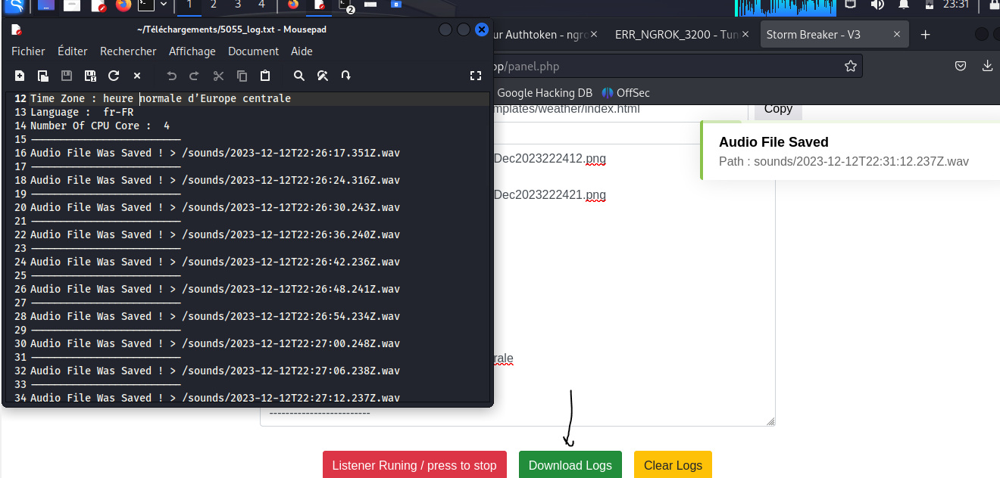 1 2 3 4 2 23:31
~/Téléchargements/5055_log.txt - Mousepad
Fichier Éditer Rechercher Affichage Document Aide
12 Time Zone : heure normale d’Europe centrale
13 Language :  fr-FR
14 Number Of CPU Core :  4
15 -------------------------
16 Audio File Was Saved ! > /sounds/2023-12-12T22:26:17.351Z.wav
17 -------------------------
18 Audio File Was Saved ! > /sounds/2023-12-12T22:26:24.316Z.wav
19 -------------------------
20 Audio File Was Saved ! > /sounds/2023-12-12T22:26:30.243Z.wav
21 -------------------------
22 Audio File Was Saved ! > /sounds/2023-12-12T22:26:36.240Z.wav
23 -------------------------
24 Audio File Was Saved ! > /sounds/2023-12-12T22:26:42.236Z.wav
25 -------------------------
26 Audio File Was Saved ! > /sounds/2023-12-12T22:26:48.241Z.wav
27 -------------------------
28 Audio File Was Saved ! > /sounds/2023-12-12T22:26:54.234Z.wav
29 -------------------------
30 Audio File Was Saved ! > /sounds/2023-12-12T22:27:00.248Z.wav
31 -------------------------
32 Audio File Was Saved ! > /sounds/2023-12-12T22:27:06.238Z.wav
33 -------------------------
34 Audio File Was Saved ! > /sounds/2023-12-12T22:27:12.237Z.wav
ur Authtoken - ngro ERR_NGROK_3200 - Tun Storm Breaker - V3
op/panel.php
Google Hacking DB OffSec
mplates/weather/index.html Copy
Audio File Saved
Path : sounds/2023-12-12T22:31:12.237Z.wav
Dec2023222412.png
Dec2023222421.png
rale
-------------------------
Listener Runing / press to stop Download Logs Clear Logs